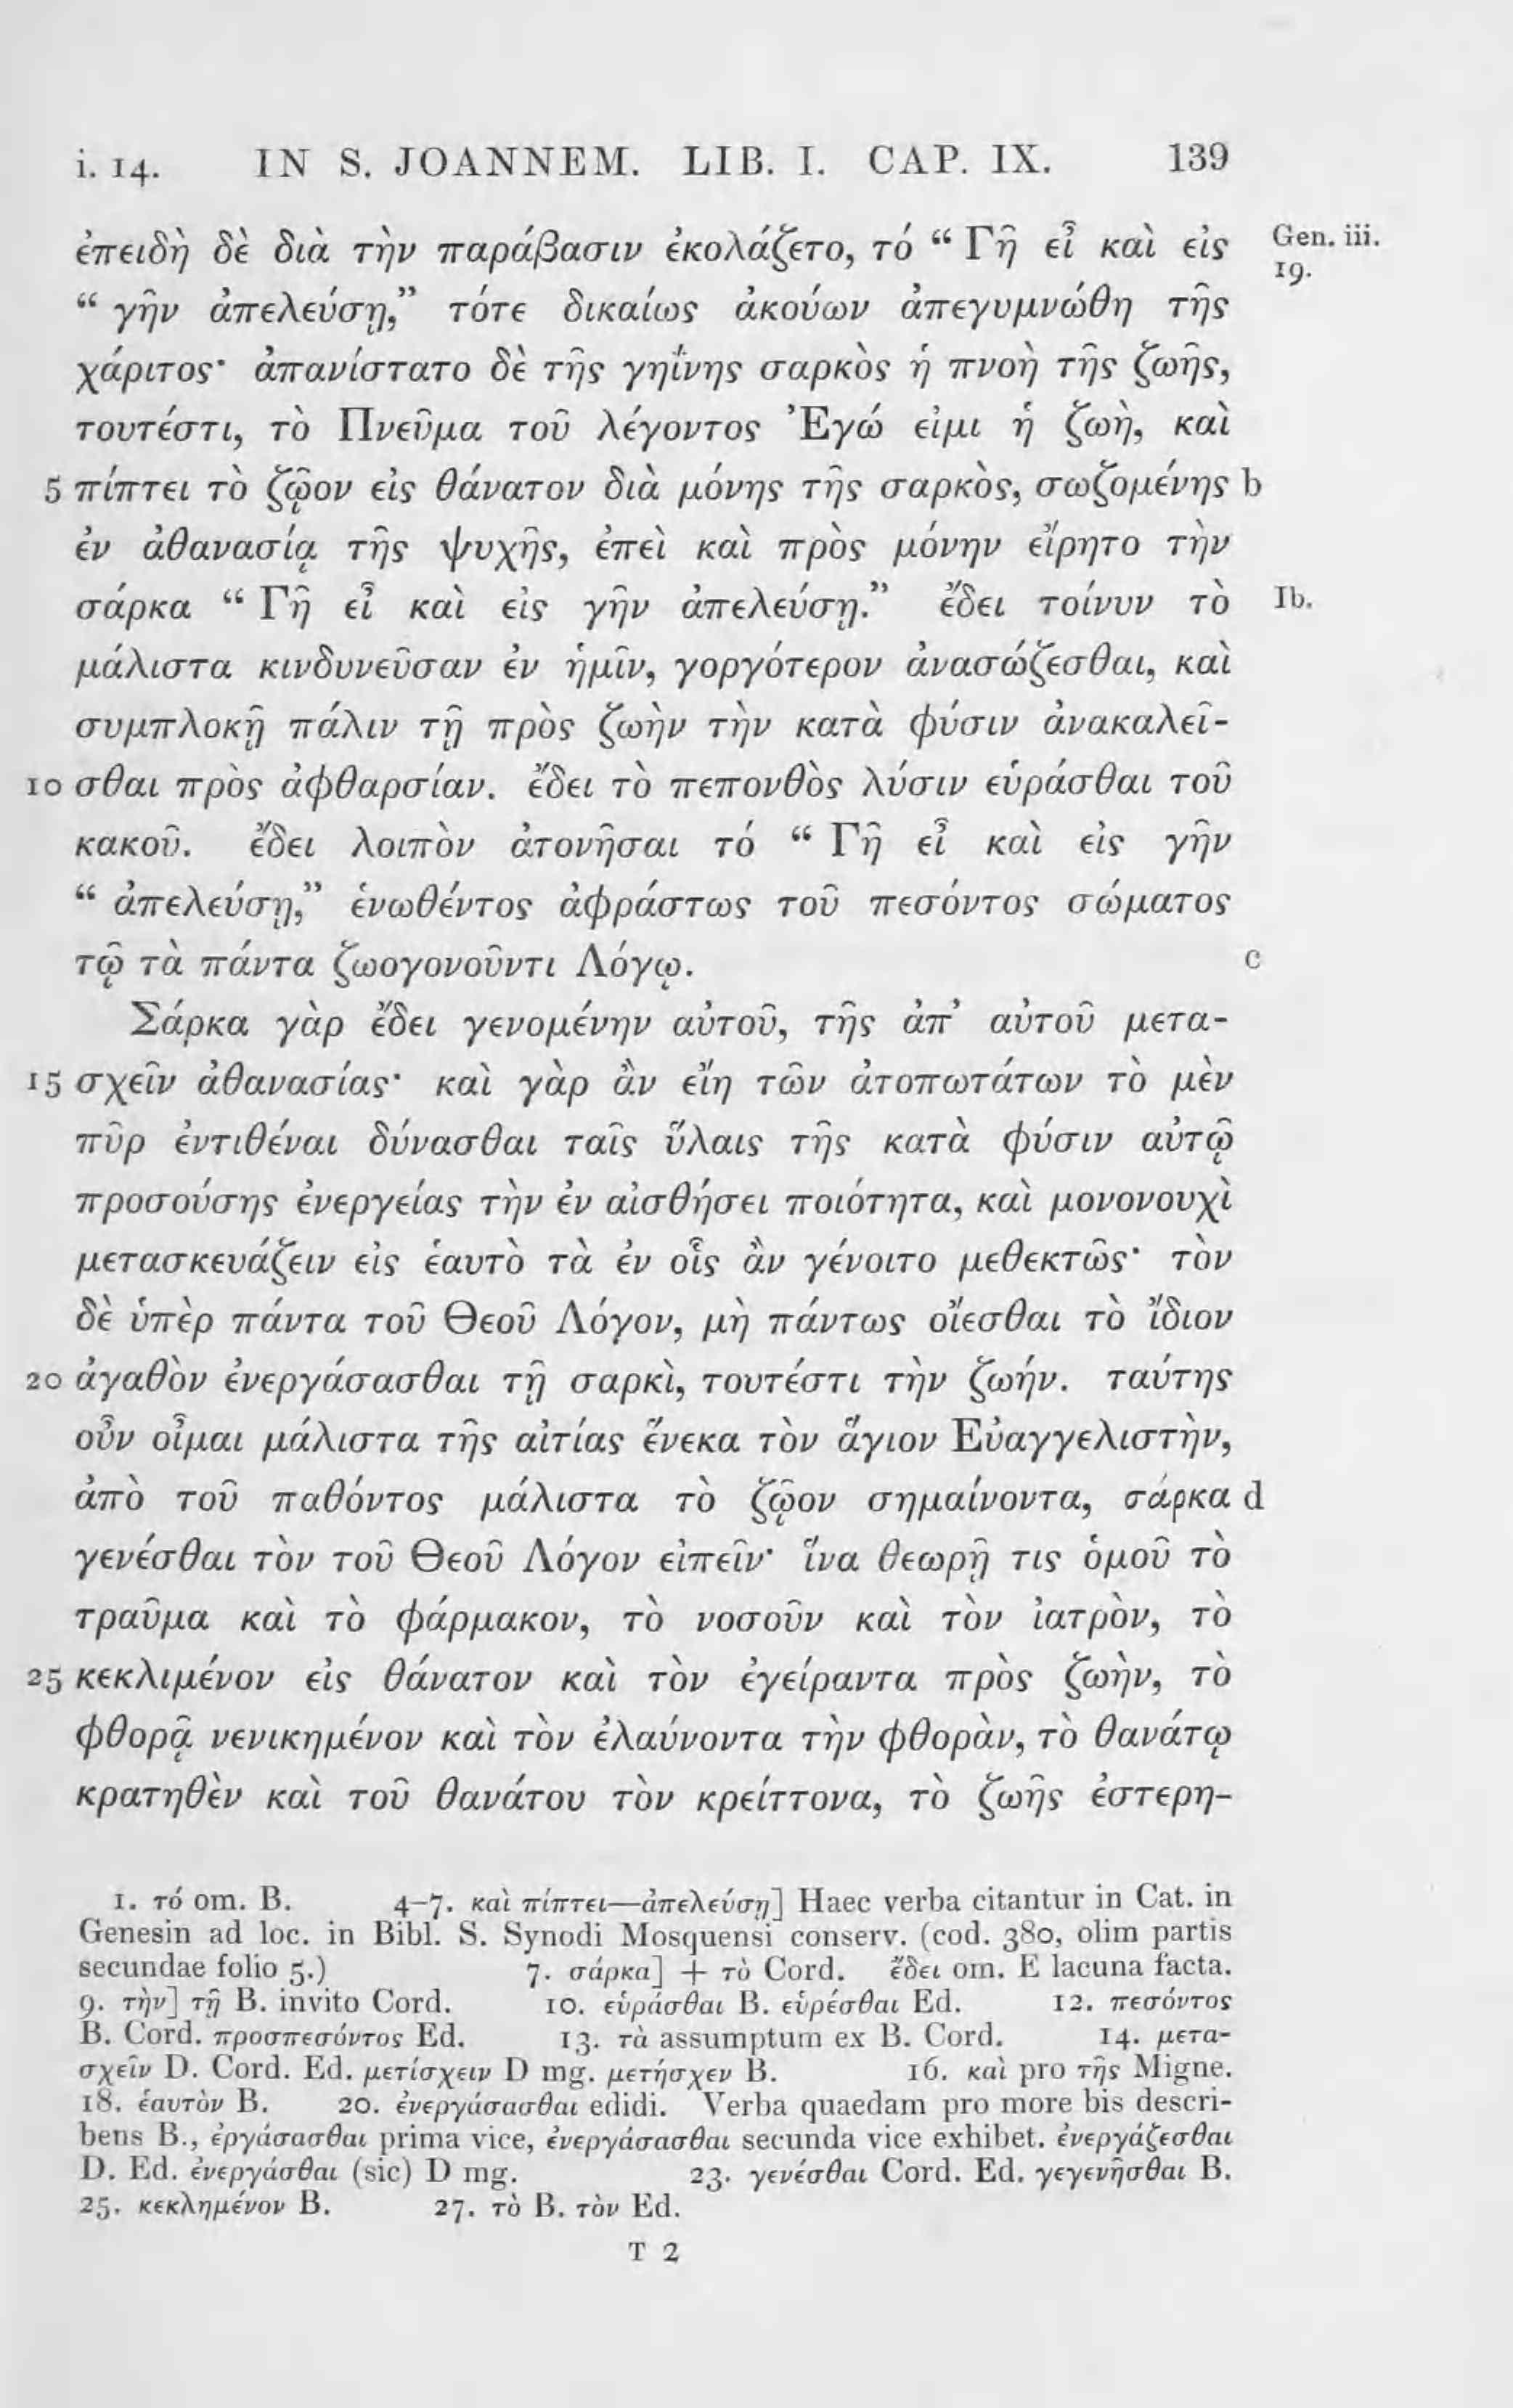 i. 14. IN S. JOANNEM. LIB. I. CAP. IX. 139
ἐπειδὴ δὲ διὰ τὴν παράβασιν ἐκολάζετο, τό “ Γῆ εἶ καὶ εἰς Gen. iii.
19.
“ γῆν ἀπελεύσῃ,” τότε δικαίως ἀκούων ἀπεγυμνώθη τῆς
χάριτος· ἀπανίστατο δὲ τῆς γηΐνης σαρκὸς ἡ πνοὴ τῆς ζωῆς,
τουτέστι, τὸ Πνεῦμα τοῦ λέγοντος Ἐγώ εἰμι ἡ ζωὴ, καὶ
5 πίπτει τὸ ζῷον εἰς θάνατον διὰ μόνης τῆς σαρκὸς, σωζομένης b
ἐν ἀθανασίᾳ τῆς ψυχῆς, ἐπεὶ καὶ πρὸς μόνην εἴρητο τὴν
σάρκα “ Γῆ εἶ καὶ εἰς γῆν ἀπελεύσῃ.” ἔδει τοίνυν τὸ Ib.
μάλιστα κινδυνεῦσαν ἐν ἡμῖν, γοργότερον ἀνασώζεσθαι, καὶ
συμπλοκῇ πάλιν τῇ πρὸς ζωὴν τὴν κατὰ φύσιν ἀνακαλεῖ-
10 σθαι πρὸς ἀφθαρσίαν. ἔδει τὸ πεπονθὸς λύσιν εὑράσθαι τοῦ
κακοῦ. ἔδει λοιπὸν ἀτονῆσαι τό “ Γῆ εἶ καὶ εἰς γῆν
“ ἀπελεύσῃ,” ἑνωθέντος ἀφράστως τοῦ πεσόντος σώματος
τῷ τὰ πάντα ζωογονοῦντι Λόγῳ. c
Σάρκα γὰρ ἔδει γενομένην αὐτοῦ, τῆς ἀπ’ αὐτοῦ μετα-
15 σχεῖν ἀθανασίας· καὶ γὰρ ἂν εἴη τῶν ἀτοπωτάτων τὸ μὲν
πῦρ ἐντιθέναι δύνασθαι ταῖς ὕλαις τῆς κατὰ φύσιν αὐτῷ
προσούσης ἐνεργείας τὴν ἐν αἰσθήσει ποιότητα, καὶ μονονουχὶ
μετασκευάζειν εἰς ἑαυτὸ τὰ ἐν οἷς ἂν γένοιτο μεθεκτῶς· τὸν
δὲ ὑπὲρ πάντα τοῦ Θεοῦ Λόγον, μὴ πάντως οἴεσθαι τὸ ἴδιον
20 ἀγαθὸν ἐνεργάσασθαι τῇ σαρκὶ, τουτέστι τὴν ζωήν. ταύτης
οὖν οἶμαι μάλιστα τῆς αἰτίας ἕνεκα τὸν ἅγιον Εὐαγγελιστὴν,
ἀπὸ τοῦ παθόντος μάλιστα τὸ ζῷον σημαίνοντα, σάρκα d
γενέσθαι τὸν τοῦ Θεοῦ Λόγον εἰπεῖν· ἵνα θεωρῇ τις ὁμοῦ τὸ
τραῦμα καὶ τὸ φάρμακον, τὸ νοσοῦν καὶ τὸν ἰατρὸν, τὸ
25 κεκλιμένον εἰς θάνατον καὶ τὸν ἐγείραντα πρὸς ζωὴν, τὸ
φθορᾷ νενικημένον καὶ τὸν ἐλαύνοντα τὴν φθορὰν, τὸ θανάτῳ
κρατηθὲν καὶ τοῦ θανάτου τὸν κρείττονα, τὸ ζωῆς ἐστερη-
1. τό om. B. 4–7. καὶ πίπτει—ἀπελεύσῃ] Haec verba citantur in Cat. in
Genesin ad loc. in Bibl. S. Synodi Mosquensi conserv. (cod. 380, olim partis
secundae folio 5.) 7. σάρκα] + τὸ Cord. ἔδει om. E lacuna facta.
9. τὴν] τῇ B. invito Cord. 10. εὑράσθαι B. εὑρέσθαι Ed. 12. πεσόντος
B. Cord. προσπεσόντος Ed. 13. τὰ assumptum ex B. Cord. 14. μετα-
σχεῖν D. Cord. Ed. μετίσχειν D mg. μετήσχεν B. 16. καὶ pro τῆς Migne.
18. ἑαυτὸν B. 20. ἐνεργάσασθαι edidi. Verba quaedam pro more bis descri-
bens B., ἐργάσασθαι prima vice, ἐνεργάσασθαι secunda vice exhibet. ἐνεργάζεσθαι
D. Ed. ἐνεργάσθαι (sic) D mg. 23. γενέσθαι Cord. Ed. γεγενῆσθαι B.
25. κεκλημένον B. 27. τὸ B. τὸν Ed.
T 2